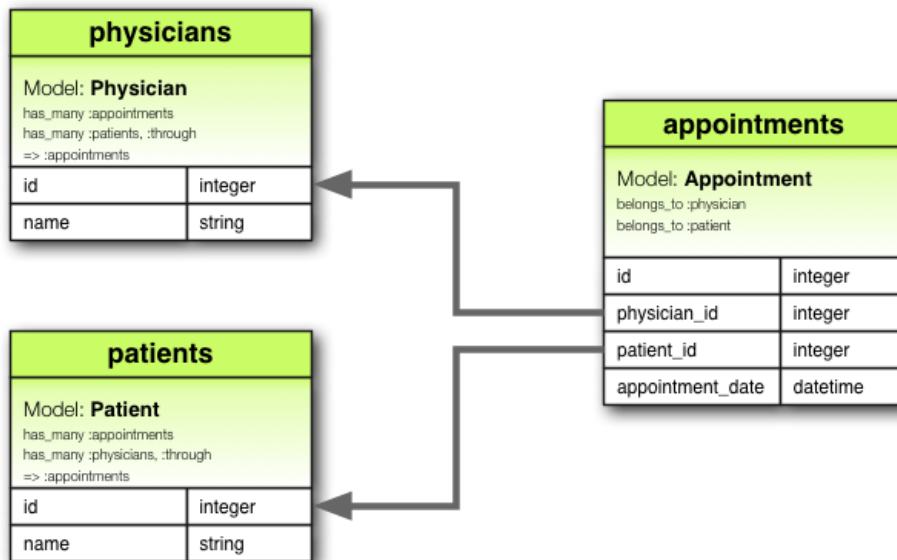 physicians
Model: Physician
has_many :appointments
has_many :patients, :through
=> :appointments
id integer
name string
appointments
Model: Appointment
belongs_to :physician
belongs_to :patient
id integer
physician_id integer
patient_id integer
appointment_date datetime
patients
Model: Patient
has_many :appointments
has_many :physicians, :through
=> :appointments
id integer
name string